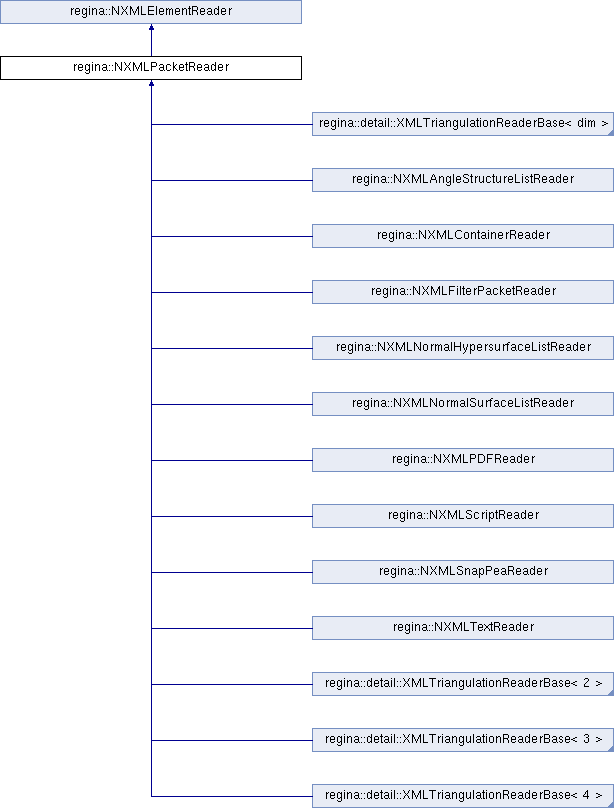 regina::NXMLElementReader
regina::NXMLPacketReader
regina::detail::XMLTriangulationReaderBase< dim >
regina::NXMLAngleStructureListReader
regina::NXMLContainerReader
regina::NXMLFilterPacketReader
regina::NXMLNormalHypersurfaceListReader
regina::NXMLNormalSurfaceListReader
regina::NXMLPDFReader
regina::NXMLScriptReader
regina::NXMLSnapPeaReader
regina::NXMLTextReader
regina::detail::XMLTriangulationReaderBase< 2 >
regina::detail::XMLTriangulationReaderBase< 3 >
regina::detail::XMLTriangulationReaderBase< 4 >